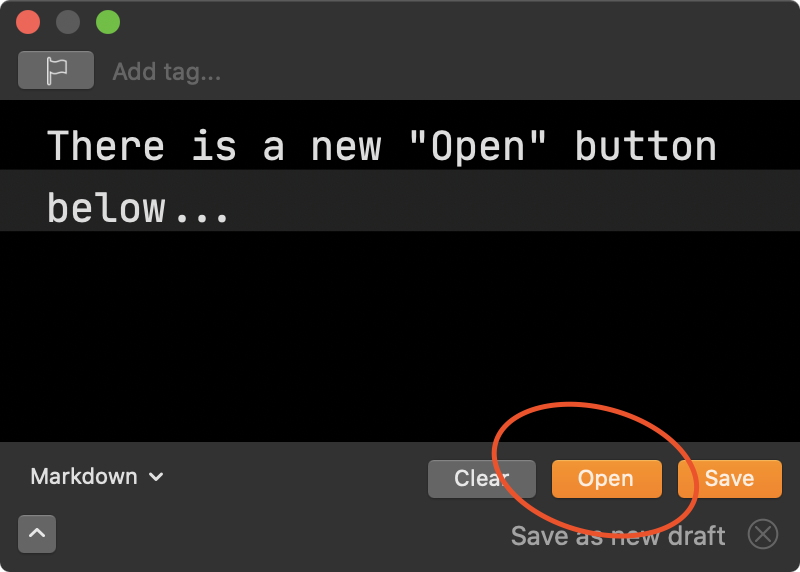 Add tag...
There is a new "Open" button
below...
Markdown
Clear Open Save
Save as new draft